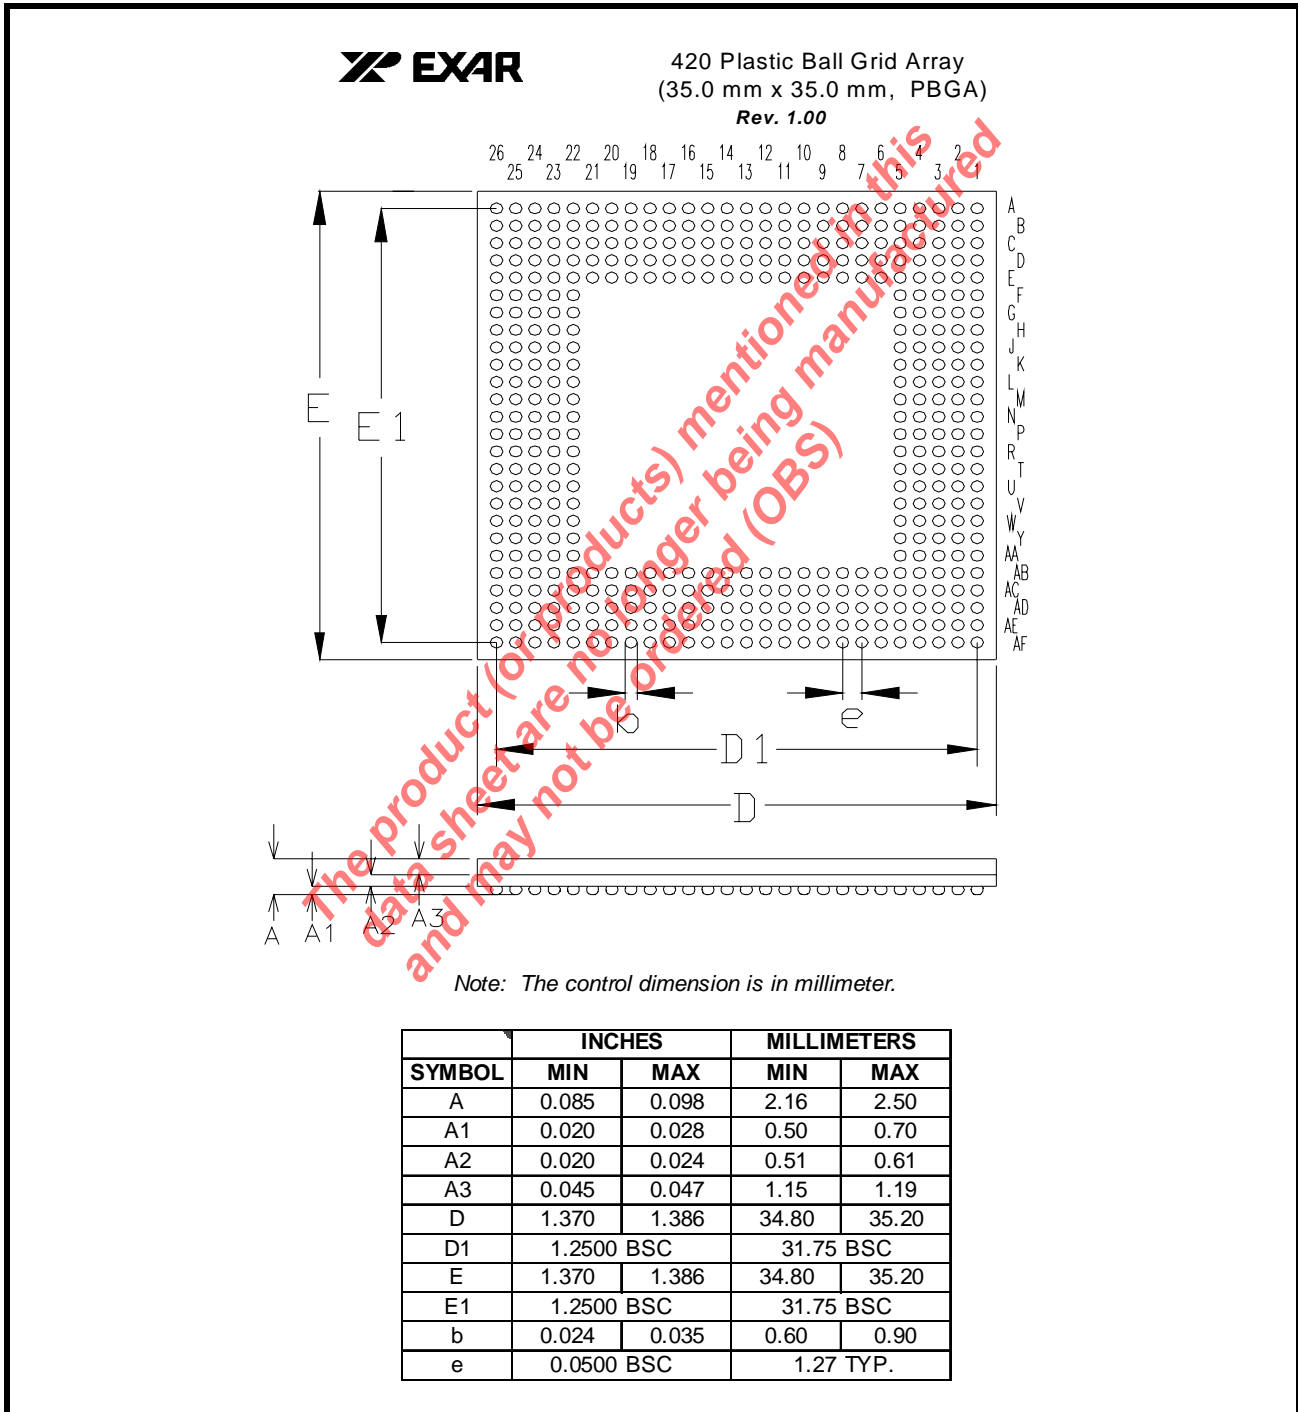 EXAR
420 Plastic Ball Grid Array
(35.0 mm x 35.0 mm, PBGA)
Rev. 1.00
26 24 22 20 18 16 14 12 10 8 6 4 2
25 23 21 19 17 15 13 11 9 7 5 3 1
A
B
C
D
E
F
G
H
J
K
L
M
N
P
R
T
U
V
W
Y
AA
AB
AC
AD
AE
AF
E
E1
b
e
D1
D
A
A1
A2
A3
The product (or products) mentioned in this
data sheet are no longer being manufactured
and may not be ordered (OBS)
Note: The control dimension is in millimeter.
INCHES MILLIMETERS
SYMBOL MIN MAX MIN MAX
A 0.085 0.098 2.16 2.50
A1 0.020 0.028 0.50 0.70
A2 0.020 0.024 0.51 0.61
A3 0.045 0.047 1.15 1.19
D 1.370 1.386 34.80 35.20
D1 1.2500 BSC 31.75 BSC
E 1.370 1.386 34.80 35.20
E1 1.2500 BSC 31.75 BSC
b 0.024 0.035 0.60 0.90
e 0.0500 BSC 1.27 TYP.